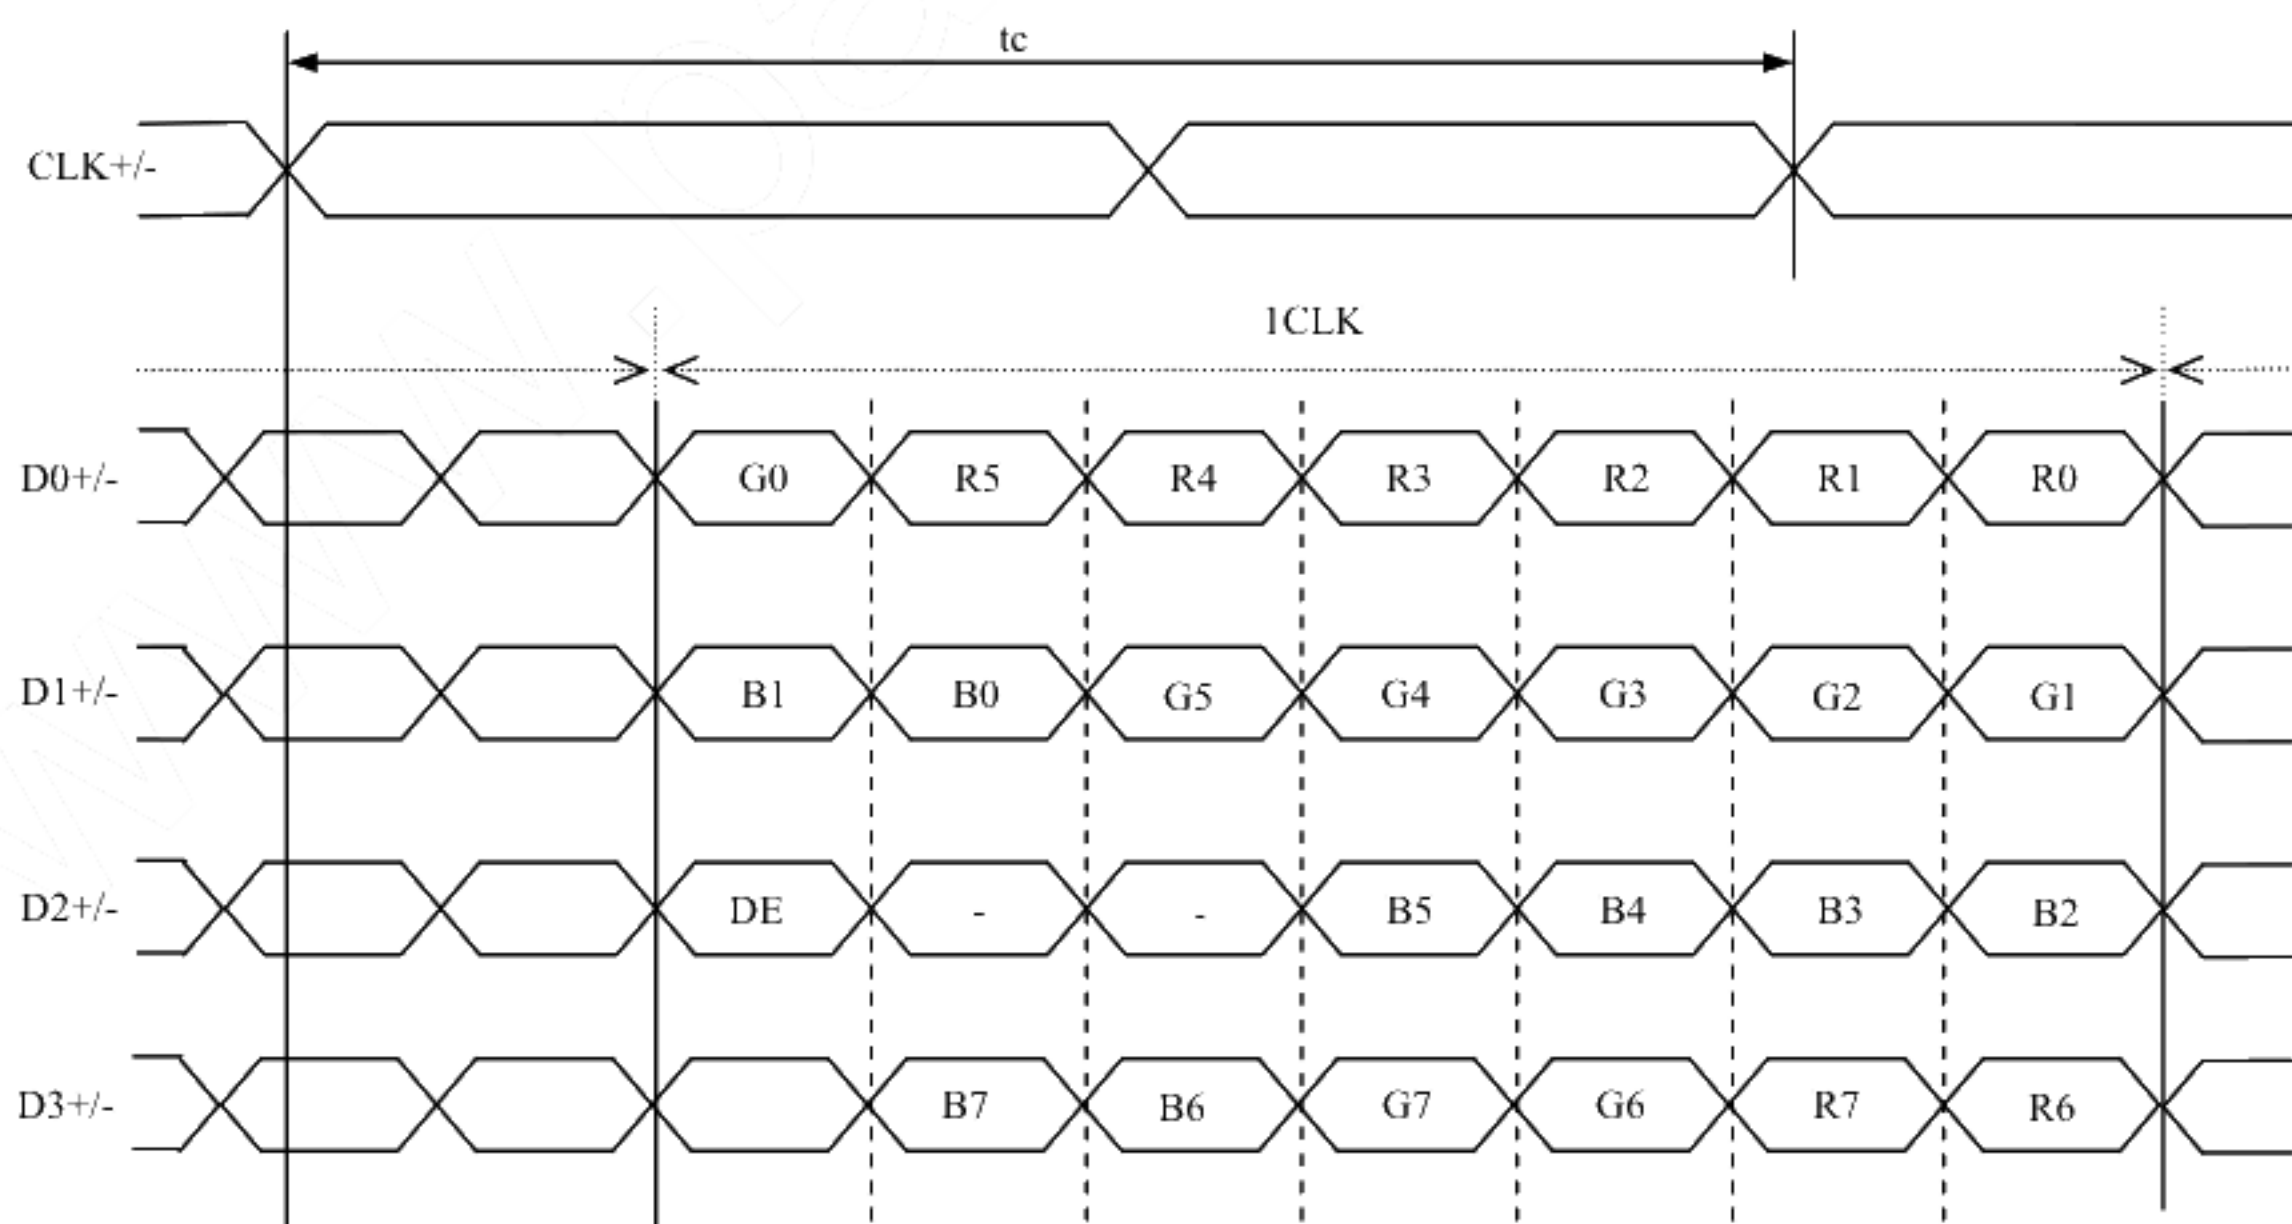 tc
CLK+/-
1CLK
D0+/- G0 R5 R4 R3 R2 R1 R0
D1+/- B1 B0 G5 G4 G3 G2 G1
D2+/- DE - - B5 B4 B3 B2
D3+/- B7 B6 G7 G6 R7 R6